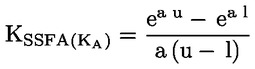 K_{SSFA(K_A)} = \frac{e^{a u} - e^{a l}}{a (u - l)}